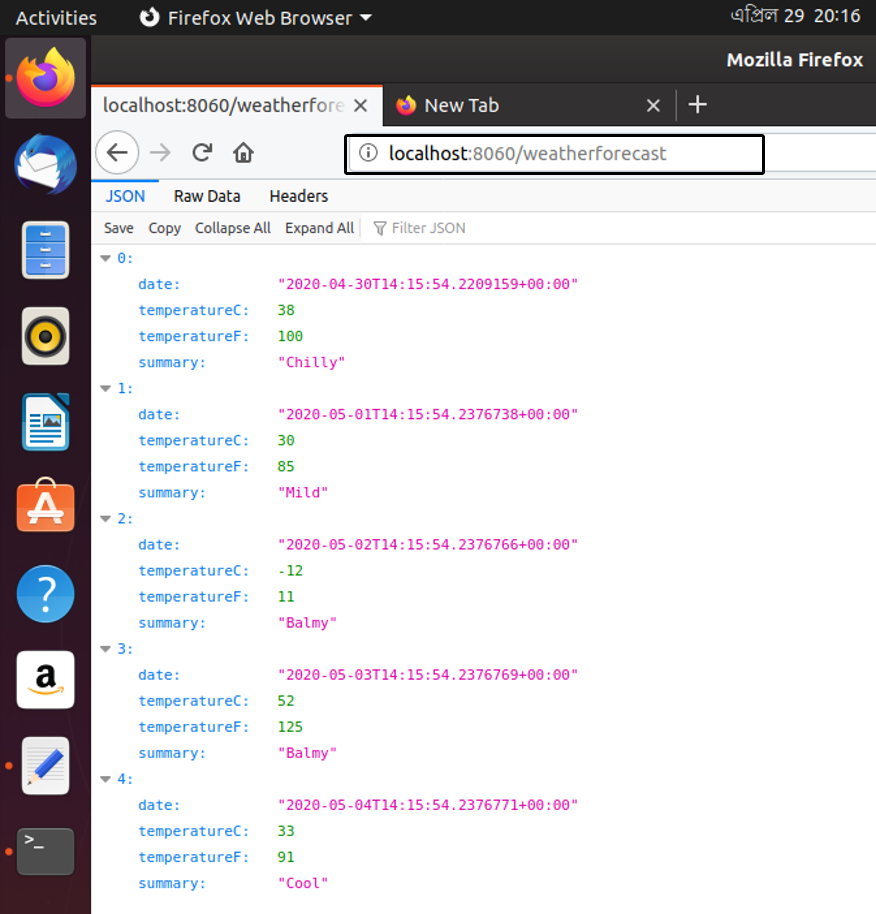 Activities Firefox Web Browser এপ্রিল 29 20:16
Mozilla Firefox
localhost:8060/weatherfore New Tab
localhost:8060/weatherforecast
JSON Raw Data Headers
Save Copy Collapse All Expand All Filter JSON
0:
date: "2020-04-30T14:15:54.2209159+00:00"
temperatureC: 38
temperatureF: 100
summary: "Chilly"
1:
date: "2020-05-01T14:15:54.2376738+00:00"
temperatureC: 30
temperatureF: 85
summary: "Mild"
2:
date: "2020-05-02T14:15:54.2376766+00:00"
temperatureC: -12
temperatureF: 11
summary: "Balmy"
3:
date: "2020-05-03T14:15:54.2376769+00:00"
temperatureC: 52
temperatureF: 125
summary: "Balmy"
4:
date: "2020-05-04T14:15:54.2376771+00:00"
temperatureC: 33
temperatureF: 91
summary: "Cool"